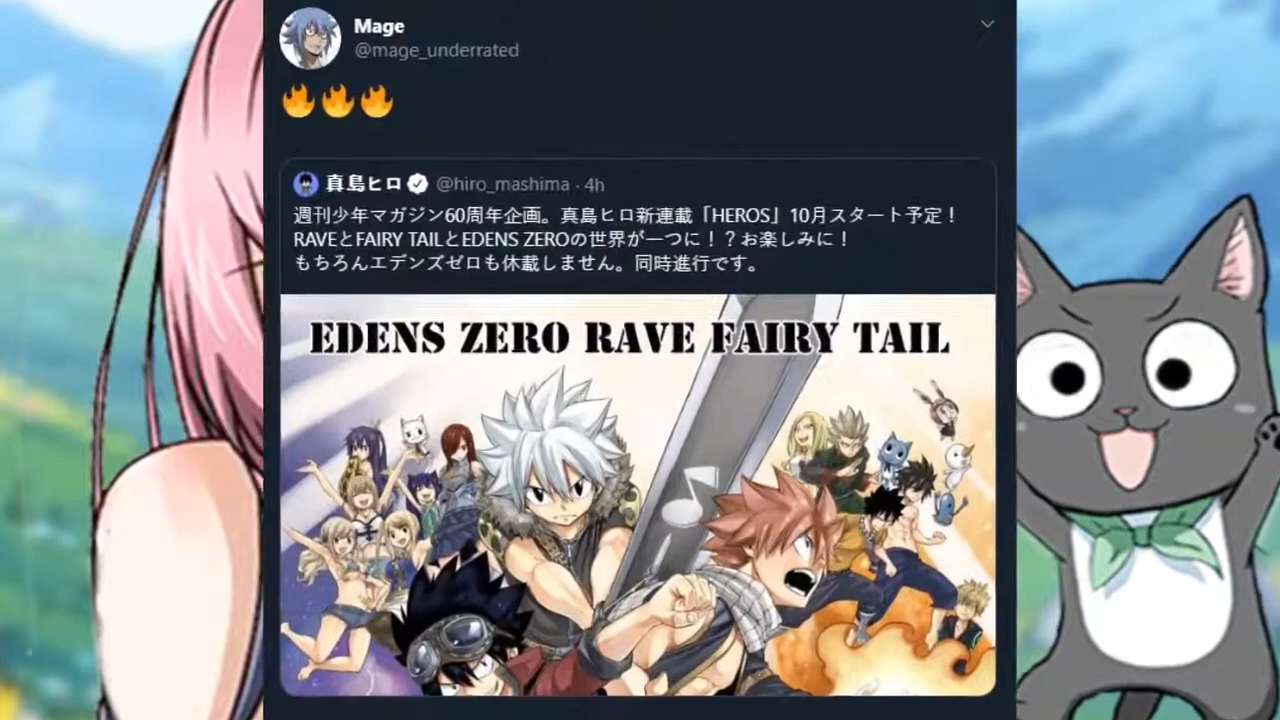 Mage
@mage_underrated
🔥🔥🔥
真島ヒロ @hiro_mashima · 4h
週刊少年マガジン60周年企画。真島ヒロ新連載「HEROS」10月スタート予定！
RAVEとFAIRY TAILとEDENS ZEROの世界が一つに！？お楽しみに！
もちろんエデンズゼロも休載しません。同時進行です。
EDENS ZERO RAVE FAIRY TAIL